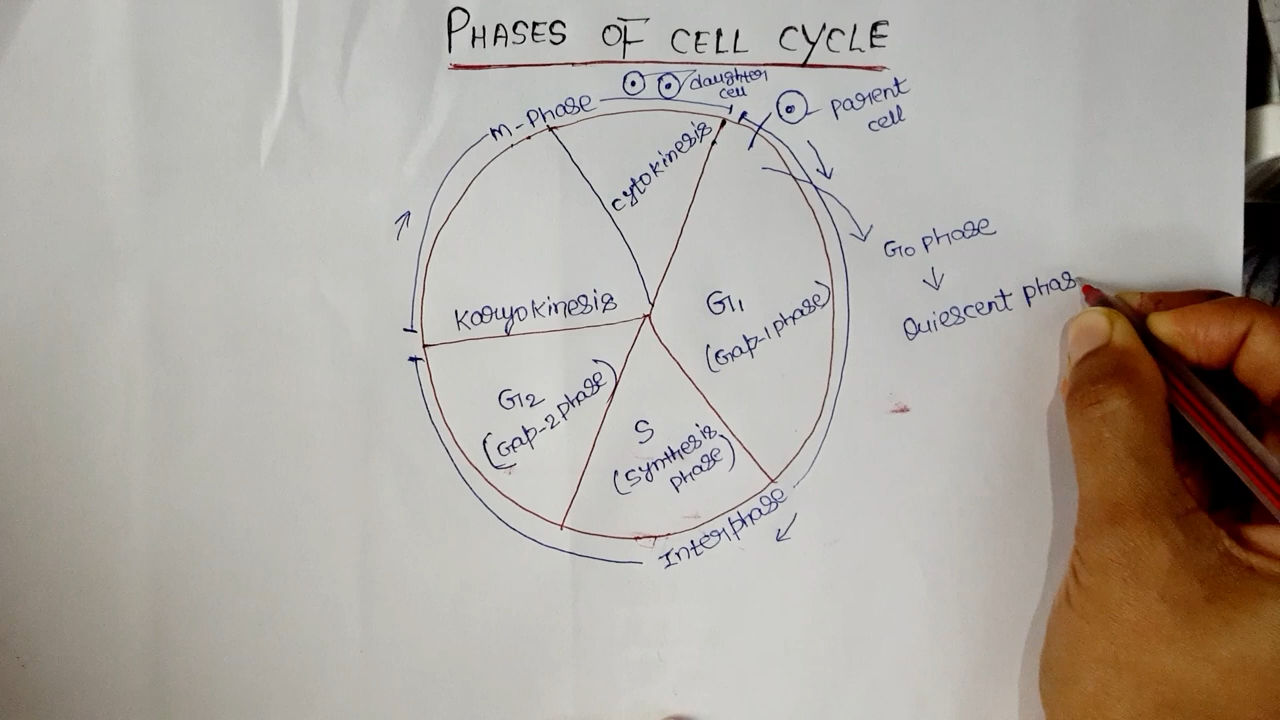 PHASES OF CELL CYCLE
daughter
cell
M-Phase
parent
cell
cytokinesis
G0 phase
Quiescent phas
Karyokinesis
G1
(Gap-1 phase)
G2
(Gap-2 phase)
S
(synthesis
phase)
Interphase